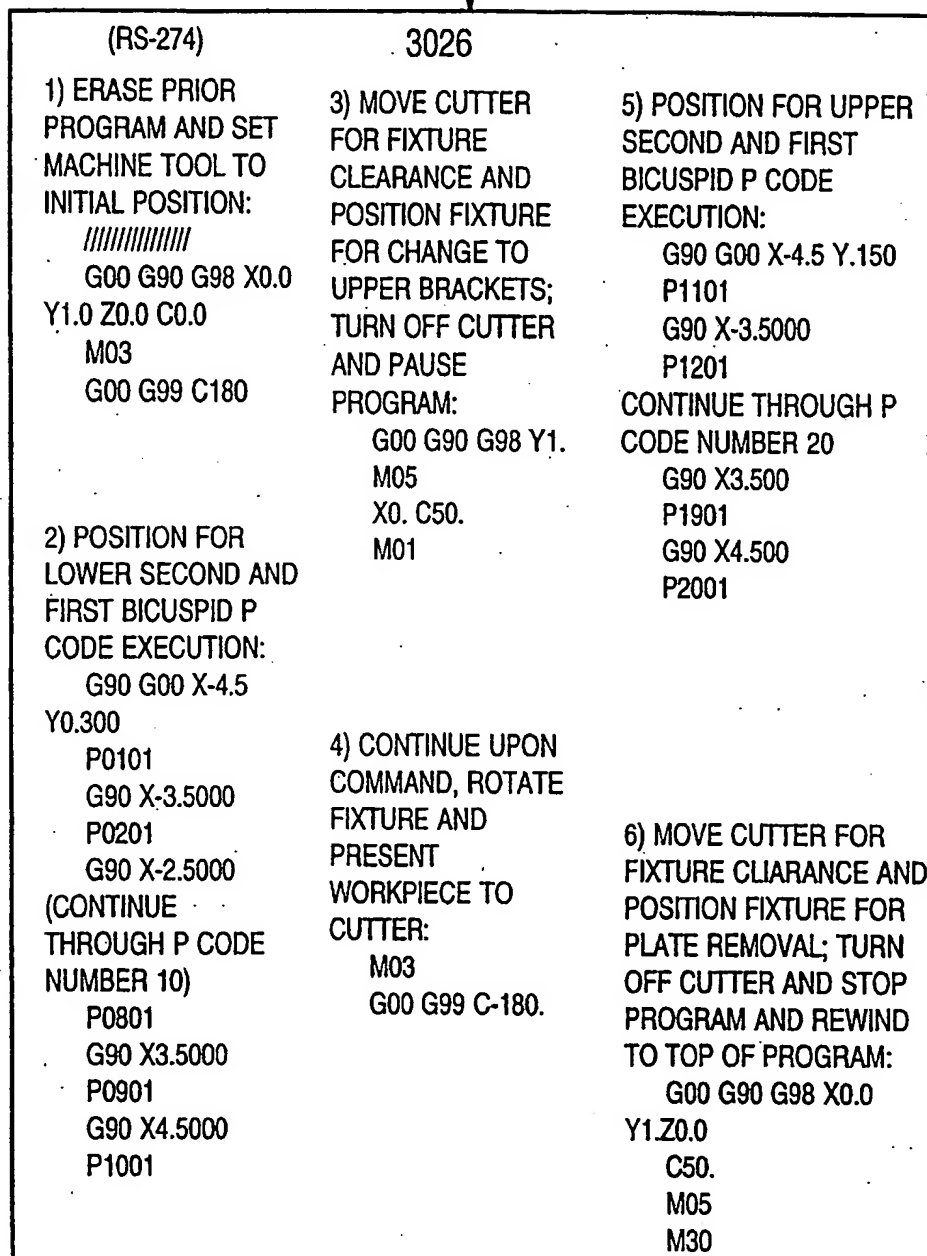 (RS-274)
3026
1) ERASE PRIOR
PROGRAM AND SET
MACHINE TOOL TO
INITIAL POSITION:
////////////////
G00 G90 G98 X0.0
Y1.0 Z0.0 C0.0
M03
G00 G99 C180
2) POSITION FOR
LOWER SECOND AND
FIRST BICUSPID P
CODE EXECUTION:
G90 G00 X-4.5
Y0.300
P0101
G90 X-3.5000
P0201
G90 X-2.5000
(CONTINUE
THROUGH P CODE
NUMBER 10)
P0801
G90 X3.5000
P0901
G90 X4.5000
P1001
3) MOVE CUTTER
FOR FIXTURE
CLEARANCE AND
POSITION FIXTURE
FOR CHANGE TO
UPPER BRACKETS;
TURN OFF CUTTER
AND PAUSE
PROGRAM:
G00 G90 G98 Y1.
M05
X0. C50.
M01
4) CONTINUE UPON
COMMAND, ROTATE
FIXTURE AND
PRESENT
WORKPIECE TO
CUTTER:
M03
G00 G99 C-180.
5) POSITION FOR UPPER
SECOND AND FIRST
BICUSPID P CODE
EXECUTION:
G90 G00 X-4.5 Y.150
P1101
G90 X-3.5000
P1201
CONTINUE THROUGH P
CODE NUMBER 20
G90 X3.500
P1901
G90 X4.500
P2001
6) MOVE CUTTER FOR
FIXTURE CLIARANCE AND
POSITION FIXTURE FOR
PLATE REMOVAL; TURN
OFF CUTTER AND STOP
PROGRAM AND REWIND
TO TOP OF PROGRAM:
G00 G90 G98 X0.0
Y1.Z0.0
C50.
M05
M30